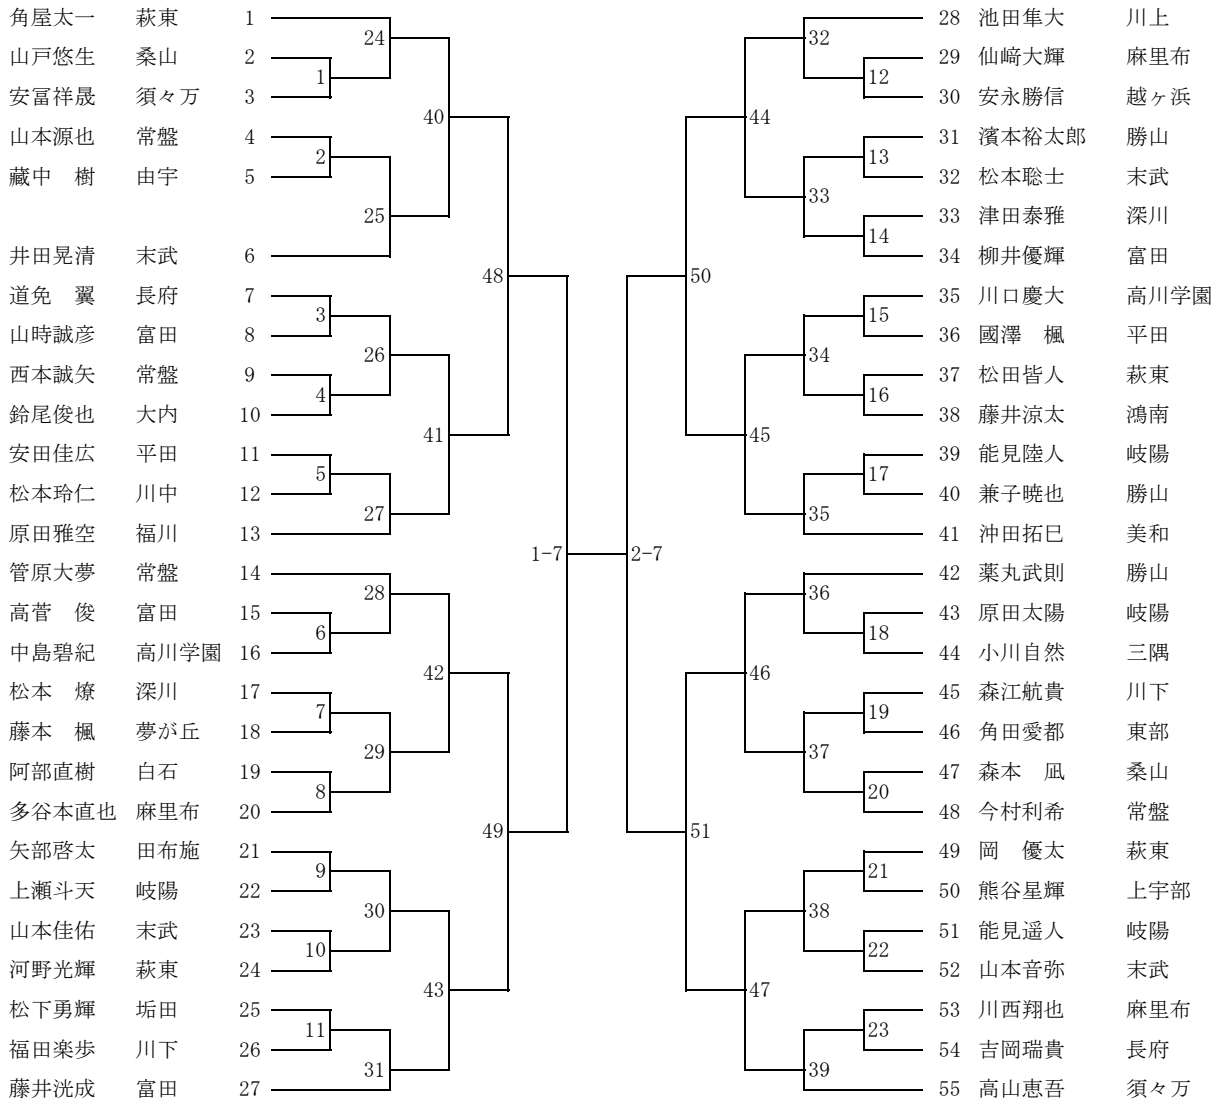 角屋太一 萩東 1
山戸悠生 桑山 2
安冨祥晟 須々万 3
山本源也 常盤 4
藏中 樹 由宇 5
井田晃清 末武 6
道免 翼 長府 7
山時誠彦 富田 8
西本誠矢 常盤 9
鈴尾俊也 大内 10
安田佳広 平田 11
松本玲仁 川中 12
原田雅空 福川 13
管原大夢 常盤 14
高菅 俊 富田 15
中島碧紀 高川学園 16
松本 燎 深川 17
藤本 楓 夢が丘 18
阿部直樹 白石 19
多谷本直也 麻里布 20
矢部啓太 田布施 21
上瀬斗天 岐陽 22
山本佳佑 末武 23
河野光輝 萩東 24
松下勇輝 垢田 25
福田楽歩 川下 26
藤井洸成 富田 27
1
2
3
4
5
6
7
8
9
10
11
24
25
26
27
28
29
30
31
40
41
42
43
48
49
1-7
2-7
50
51
44
45
46
47
32
33
34
35
36
37
38
39
12
13
14
15
16
17
18
19
20
21
22
23
28 池田隼大 川上
29 仙﨑大輝 麻里布
30 安永勝信 越ヶ浜
31 濱本裕太郎 勝山
32 松本聡士 末武
33 津田泰雅 深川
34 柳井優輝 富田
35 川口慶大 高川学園
36 國澤 楓 平田
37 松田皆人 萩東
38 藤井涼太 鴻南
39 能見陸人 岐陽
40 兼子暁也 勝山
41 沖田拓巳 美和
42 薬丸武則 勝山
43 原田太陽 岐陽
44 小川自然 三隅
45 森江航貴 川下
46 角田愛都 東部
47 森本 凪 桑山
48 今村利希 常盤
49 岡 優太 萩東
50 熊谷星輝 上宇部
51 能見遥人 岐陽
52 山本音弥 末武
53 川西翔也 麻里布
54 吉岡瑞貴 長府
55 高山恵吾 須々万